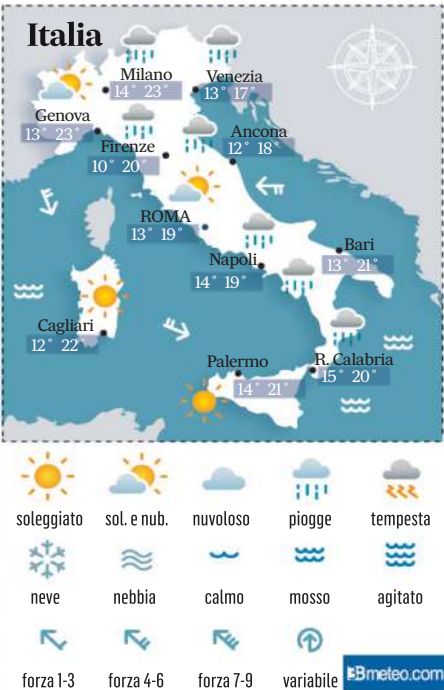 Italia
Milano
14° 23°
Venezia
13° 17°
Genova
13° 23°
Firenze
10° 20°
Ancona
12° 18°
ROMA
13° 19°
Napoli
14° 19°
Bari
13° 21°
Cagliari
12° 22°
Palermo
14° 21°
R. Calabria
15° 20°
soleggiato sol. e nub. nuvoloso piogge tempesta
neve nebbia calmo mosso agitato
forza 1-3 forza 4-6 forza 7-9 variabile
3Bmeteo.com